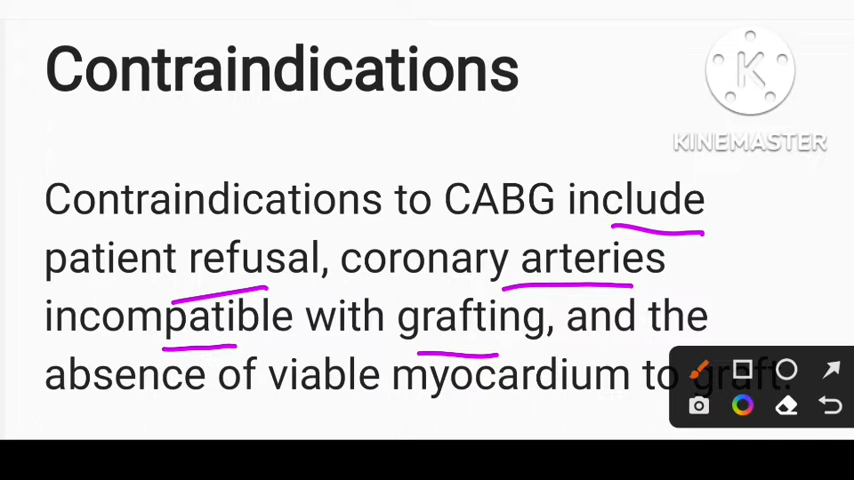 Contraindications
KINEMASTER
Contraindications to CABG include
patient refusal, coronary arteries
incompatible with grafting, and the
absence of viable myocardium to graft.